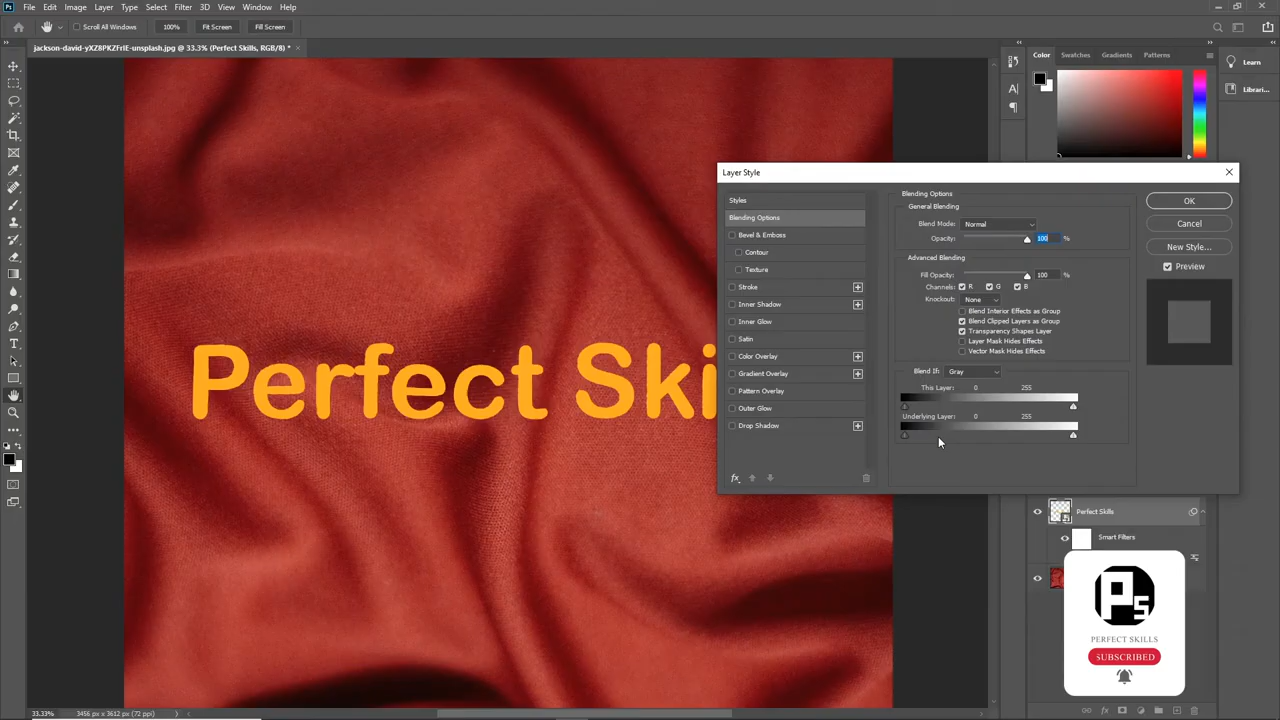 Ps File Edit Image Layer Type Select Filter 3D View Window Help
Scroll All Windows 100% Fit Screen Fill Screen
jackson-david-yXZ8PKZFrIE-unsplash.jpg @ 33.3% (Perfect Skills, RGB/8) * ×
Color Swatches Gradients Patterns
Learn
Librari...
Layer Style
Styles
Blending Options
Bevel & Emboss
Contour
Texture
Stroke
Inner Shadow
Inner Glow
Satin
Color Overlay
Gradient Overlay
Pattern Overlay
Outer Glow
Drop Shadow
fx
Blending Options
General Blending
Blend Mode: Normal
Opacity: 100 %
Advanced Blending
Fill Opacity: 100 %
Channels: R G B
Knockout: None
Blend Interior Effects as Group
Blend Clipped Layers as Group
Transparency Shapes Layer
Layer Mask Hides Effects
Vector Mask Hides Effects
Blend If: Gray
This Layer: 0 255
Underlying Layer: 0 255
OK
Cancel
New Style...
Preview
Perfect Ski
Perfect Skills
Smart Filters
Ps
PERFECT SKILLS
SUBSCRIBED
33.33% 3456 px x 3612 px (72 ppi)